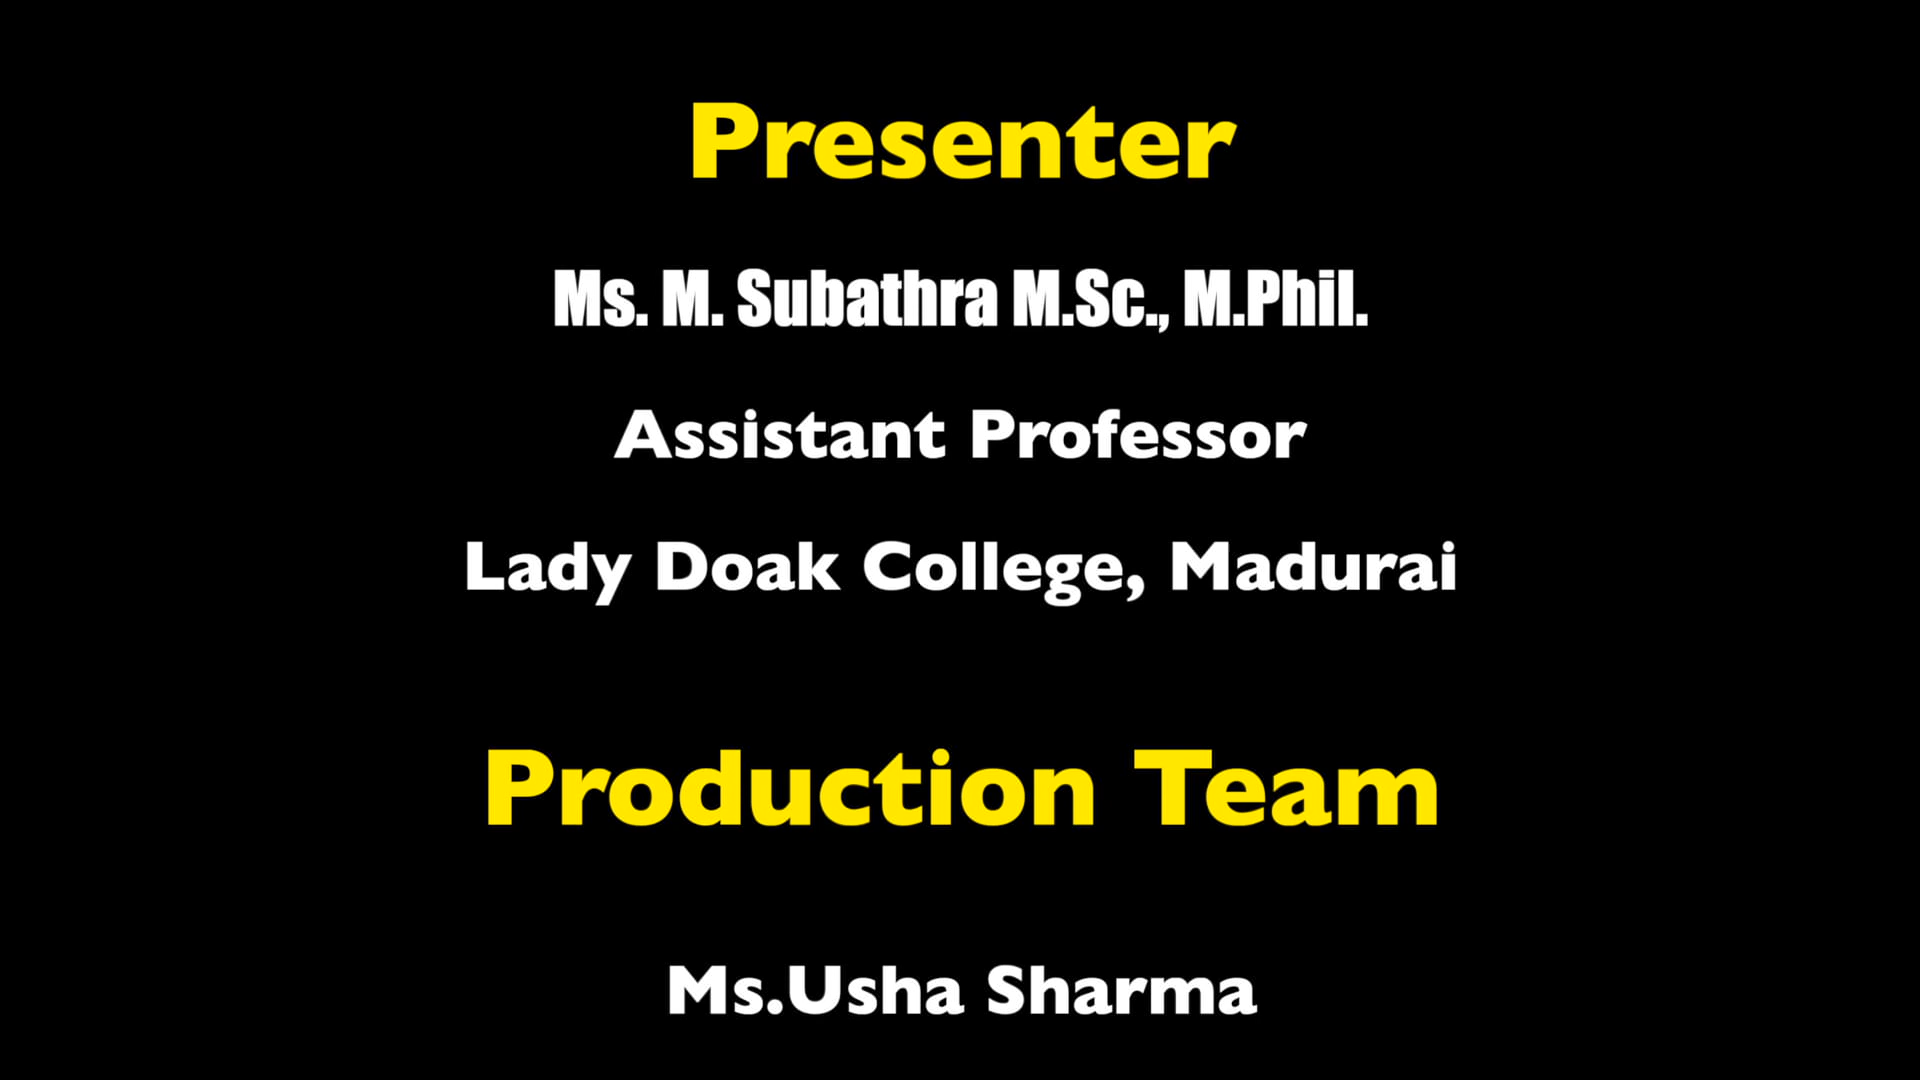 Presenter
Ms. M. Subathra M.Sc., M.Phil.
Assistant Professor
Lady Doak College, Madurai
Production Team
Ms.Usha Sharma